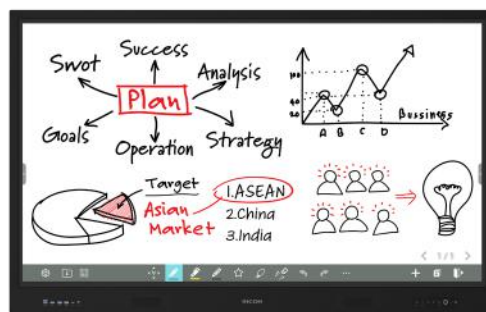 Success
Swot
Analysis
Plan
Goals
Operation
Strategy
100
40
20
A B C D
Bussiness
Target
Asian
Market
1.ASEAN
2.China
3.India
1/1
RICOH